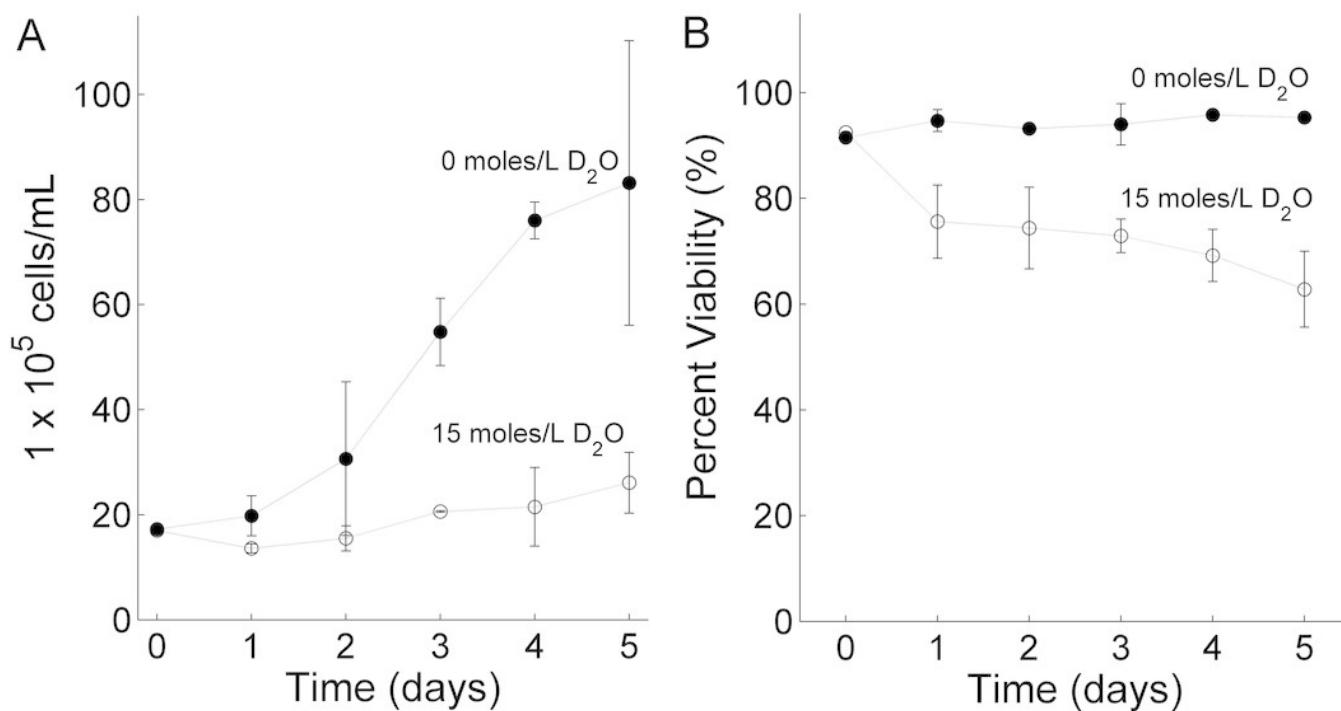 A
1 x 10⁵ cells/mL
100
80
60
40
20
0
0 moles/L D₂O
15 moles/L D₂O
0 1 2 3 4 5
Time (days)
B
Percent Viability (%)
100
80
60
40
20
0
0 moles/L D₂O
15 moles/L D₂O
0 1 2 3 4 5
Time (days)